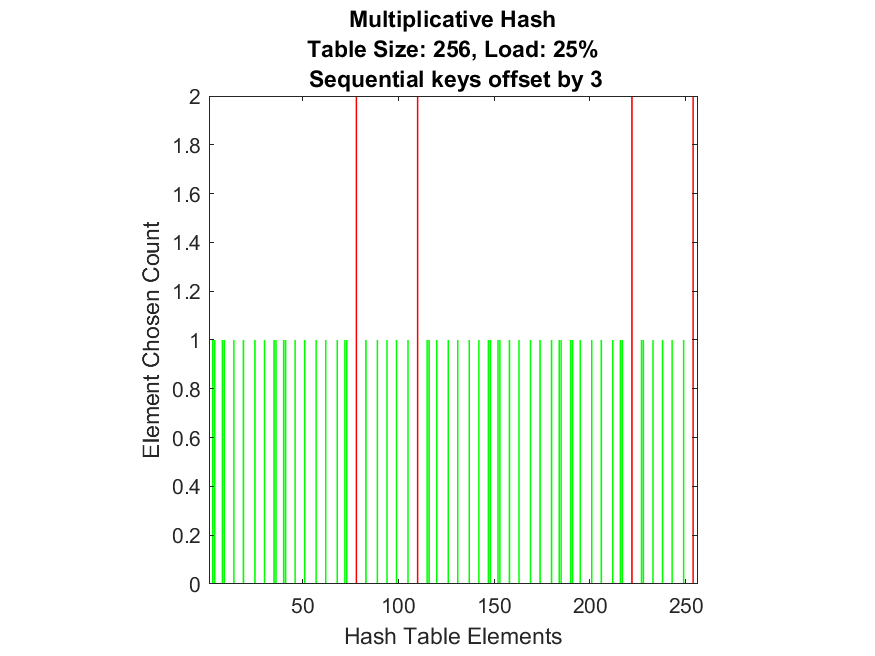 Multiplicative Hash
Table Size: 256, Load: 25%
Sequential keys offset by 3
2
1.8
1.6
1.4
1.2
1
0.8
0.6
0.4
0.2
0
Element Chosen Count
50 100 150 200 250
Hash Table Elements